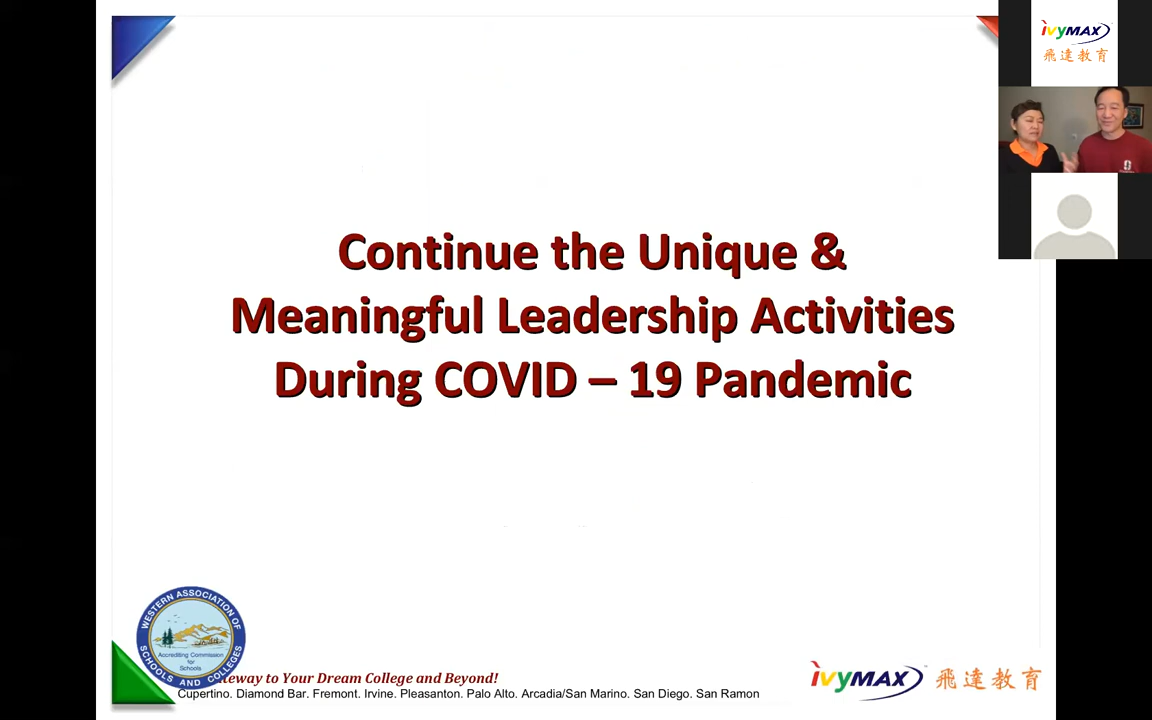 ivyMAX
飛達教育
Continue the Unique &
Meaningful Leadership Activities
During COVID – 19 Pandemic
WESTERN ASSOCIATION OF
SCHOOLS AND COLLEGES
Accrediting Commission
for
Schools
to Your Dream College and Beyond!
Cupertino. Diamond Bar. Fremont. Irvine. Pleasanton. Palo Alto. Arcadia/San Marino. San Diego. San Ramon
ivyMAX 飛達教育